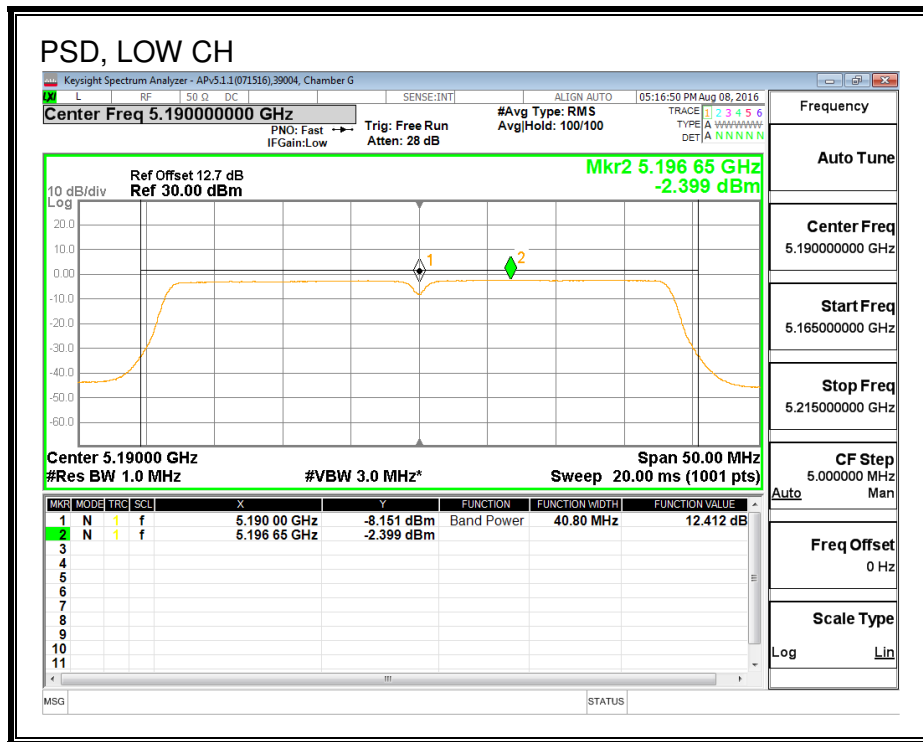 PSD, LOW CH
Keysight Spectrum Analyzer - APv5.1.1(071516),39004, Chamber G
LXI L RF 50 Ω DC SENSE:INT ALIGN AUTO 05:16:50 PM Aug 08, 2016
Center Freq 5.190000000 GHz
PNO: Fast
IFGain:Low
Trig: Free Run
Atten: 28 dB
#Avg Type: RMS
Avg|Hold: 100/100
TRACE 1 2 3 4 5 6
TYPE A WWWWW
DET A N N N N N
Mkr2 5.196 65 GHz
-2.399 dBm
Ref Offset 12.7 dB
10 dB/div Ref 30.00 dBm
Log
20.0
10.0
0.00
-10.0
-20.0
-30.0
-40.0
-50.0
-60.0
1
2
Center 5.19000 GHz Span 50.00 MHz
#Res BW 1.0 MHz #VBW 3.0 MHz* Sweep 20.00 ms (1001 pts)
MKR MODE TRC SCL X Y FUNCTION FUNCTION WIDTH FUNCTION VALUE
1 N 1 f 5.190 00 GHz -8.151 dBm Band Power 40.80 MHz 12.412 dB
2 N 1 f 5.196 65 GHz -2.399 dBm
3
4
5
6
7
8
9
10
11
MSG STATUS
Frequency
Auto Tune
Center Freq
5.190000000 GHz
Start Freq
5.165000000 GHz
Stop Freq
5.215000000 GHz
CF Step
5.000000 MHz
Auto Man
Freq Offset
0 Hz
Scale Type
Log Lin